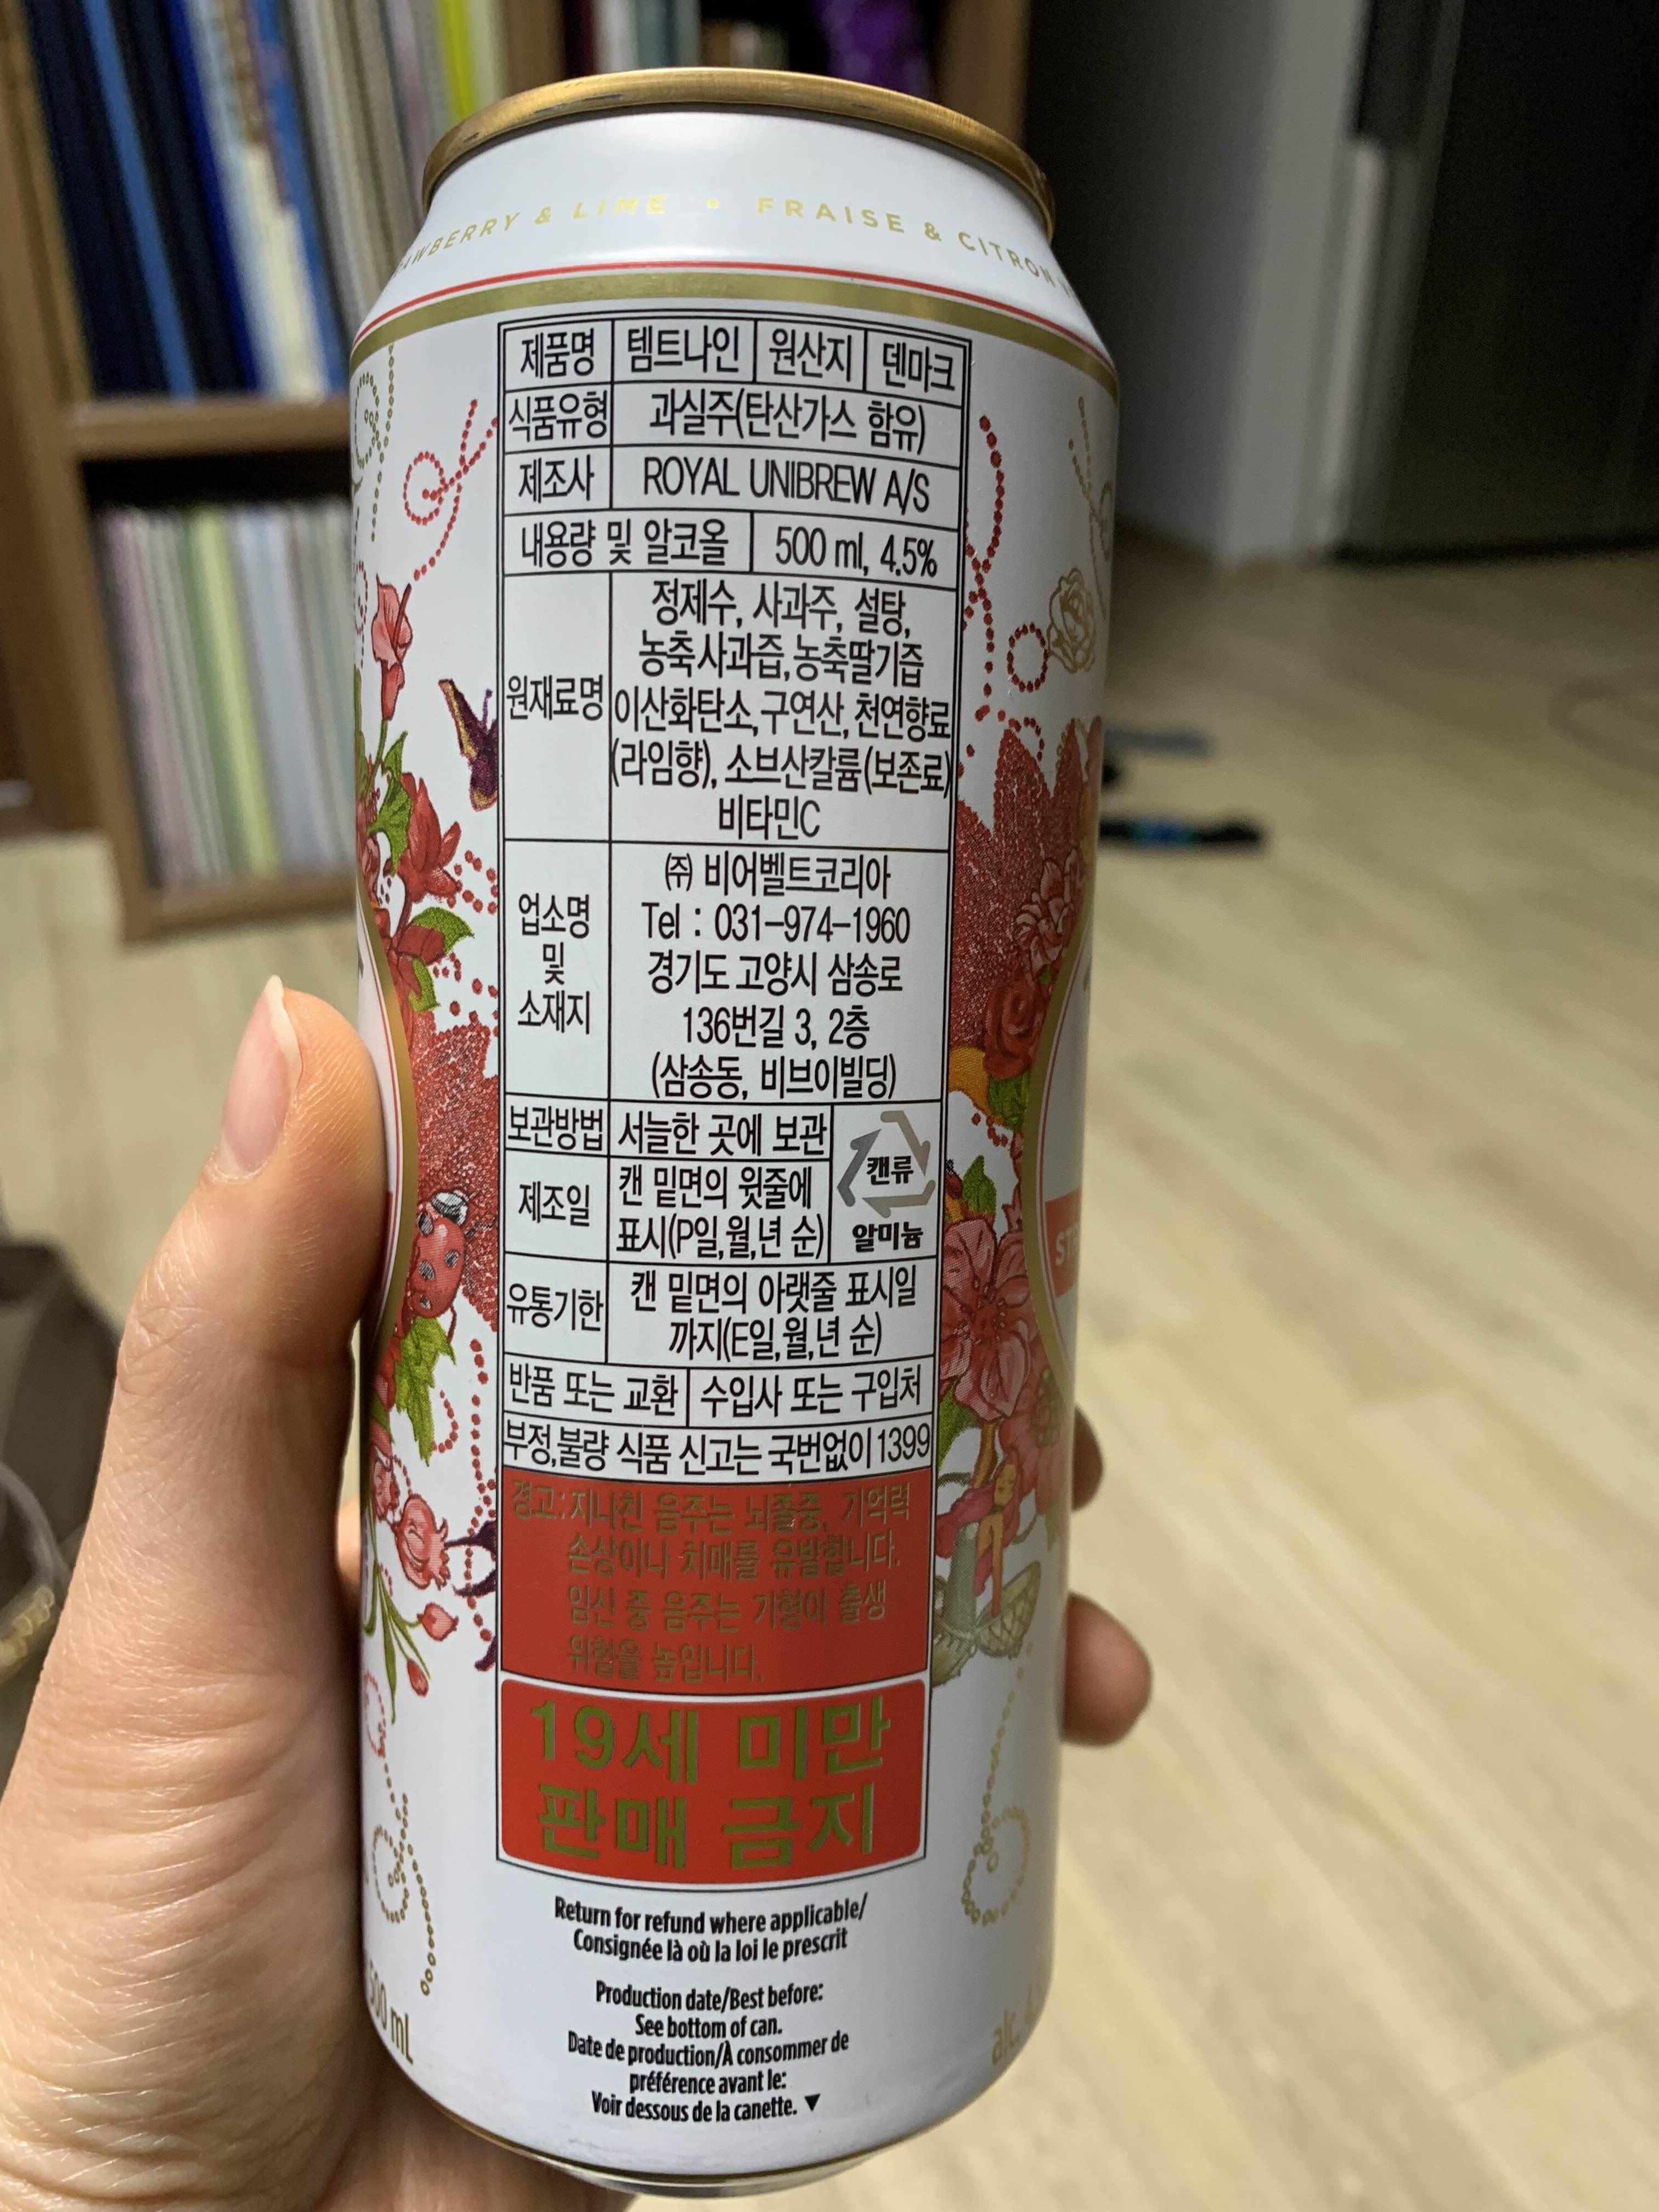 & LIME • FRAISE & CITRON
제품명 템트나인 원산지 덴마크
식품유형 과실주(탄산가스 함유)
제조사 ROYAL UNIBREW A/S
내용량 및 알코올 500 ml, 4.5%
원재료명
정제수, 사과주, 설탕,
농축사과즙,농축딸기즙
이산화탄소,구연산,천연향료
(라임향), 소브산칼륨(보존료)
비타민C
업소명
및
소재지
㈜ 비어벨트코리아
Tel : 031-974-1960
경기도 고양시 삼송로
136번길 3, 2층
(삼송동, 비브이빌딩)
보관방법 서늘한 곳에 보관
제조일
캔 밑면의 윗줄에
표시(P일,월,년 순)
캔류
알미늄
유통기한
캔 밑면의 아랫줄 표시일
까지(E일,월,년 순)
반품 또는 교환 수입사 또는 구입처
부정,불량 식품 신고는 국번없이1399
경고:지나친 음주는 뇌졸중, 기억력
손상이나 치매를 유발합니다.
임신 중 음주는 기형아 출생
위험을 높입니다.
19세 미만
판매 금지
Return for refund where applicable/
Consignée là où la loi le prescrit
Production date/Best before:
See bottom of can.
Date de production/À consommer de
préférence avant le:
Voir dessous de la canette. ▼
500 mL
alc.